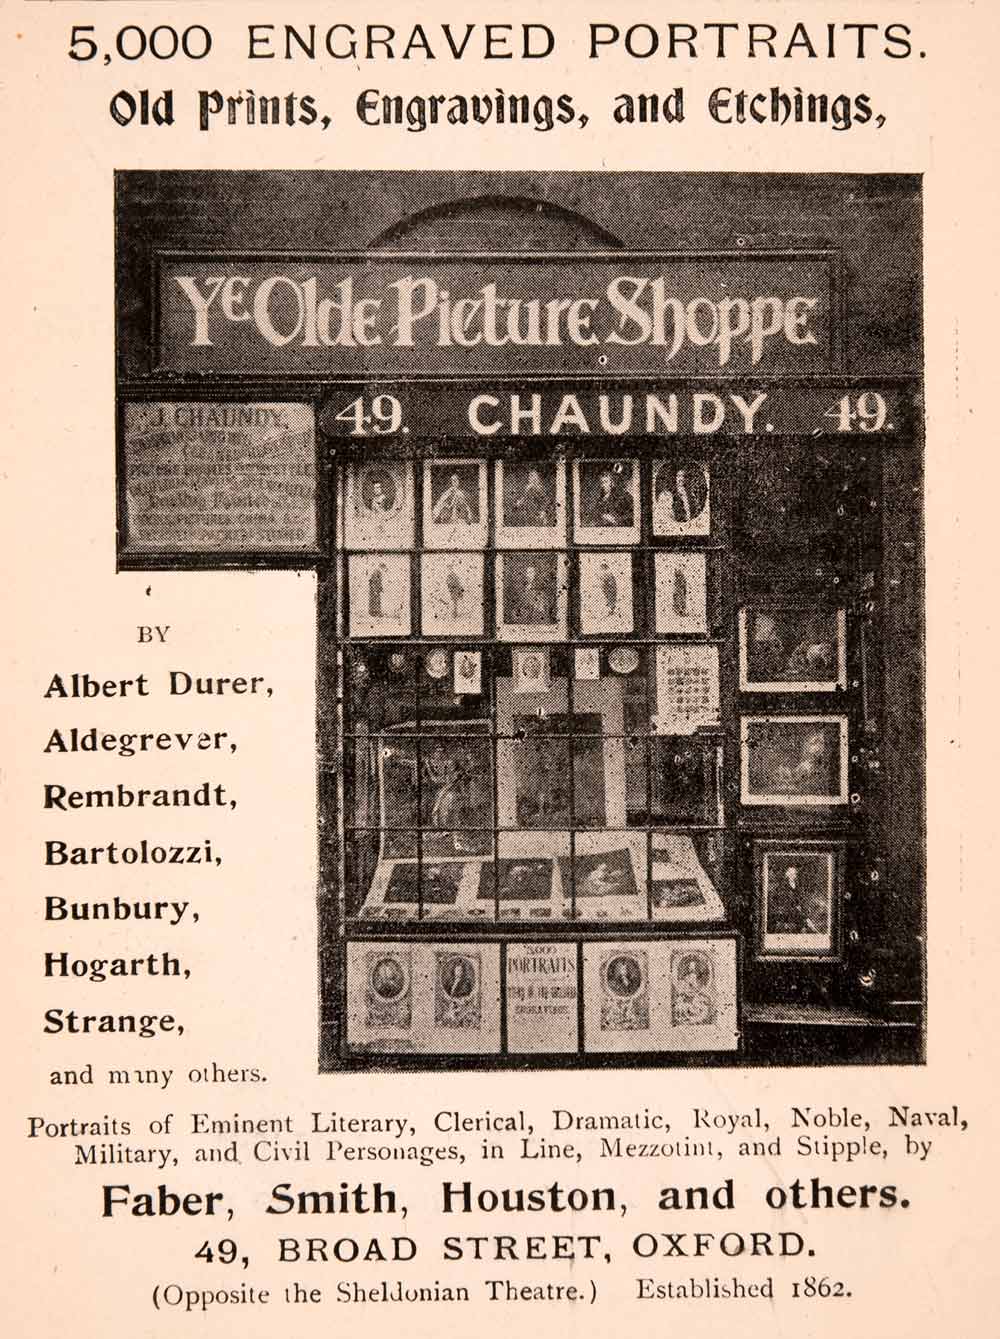 5,000 ENGRAVED PORTRAITS.
Old Prints, Engravings, and Etchings,
YE Olde Picture Shoppe
49. CHAUNDY. 49.
J. CHAUNDY.
BY
Albert Durer,
Aldegrever,
Rembrandt,
Bartolozzi,
Bunbury,
Hogarth,
Strange,
and many others.
5,000
PORTRAITS
Portraits of Eminent Literary, Clerical, Dramatic, Royal, Noble, Naval,
Military, and Civil Personages, in Line, Mezzotint, and Stipple, by
Faber, Smith, Houston, and others.
49, BROAD STREET, OXFORD.
(Opposite the Sheldonian Theatre.) Established 1862.